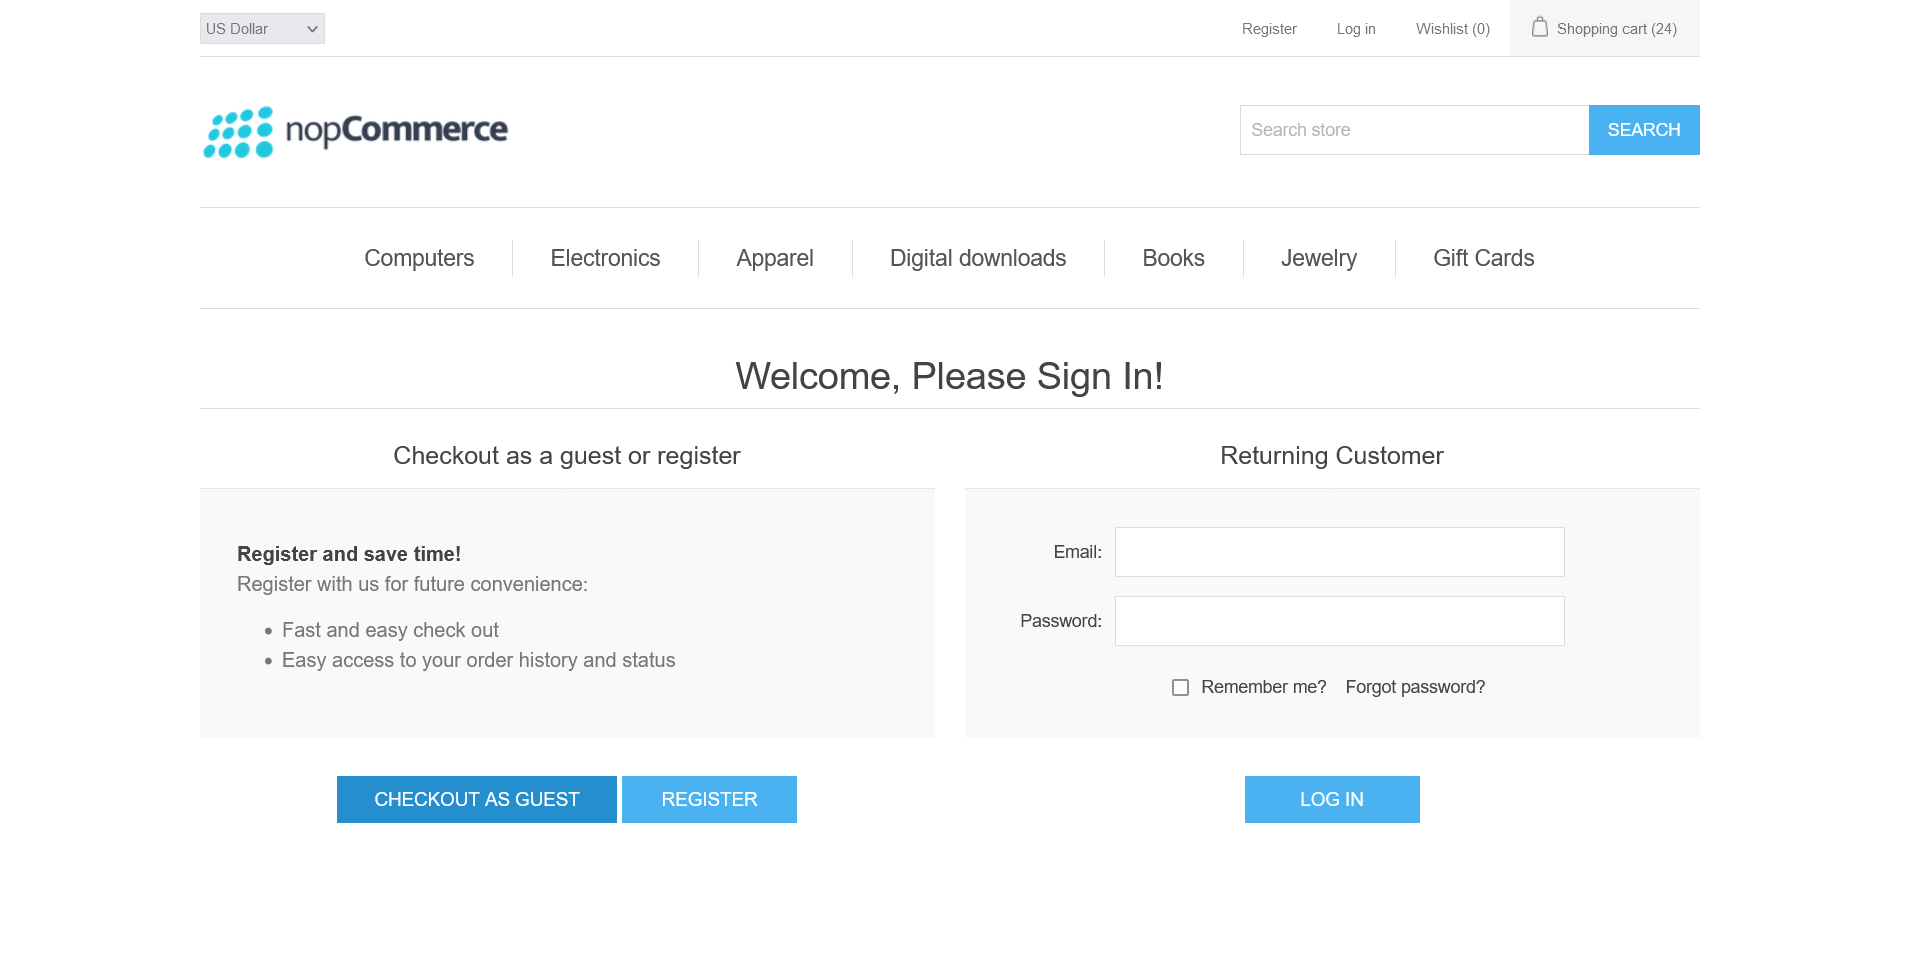 US Dollar
Register
Log in
Wishlist (0)
Shopping cart (24)
nopCommerce
Search store
SEARCH
Computers
Electronics
Apparel
Digital downloads
Books
Jewelry
Gift Cards
Welcome, Please Sign In!
Checkout as a guest or register
Register and save time!
Register with us for future convenience:
Fast and easy check out
Easy access to your order history and status
CHECKOUT AS GUEST
REGISTER
Returning Customer
Email:
Password:
Remember me?
Forgot password?
LOG IN